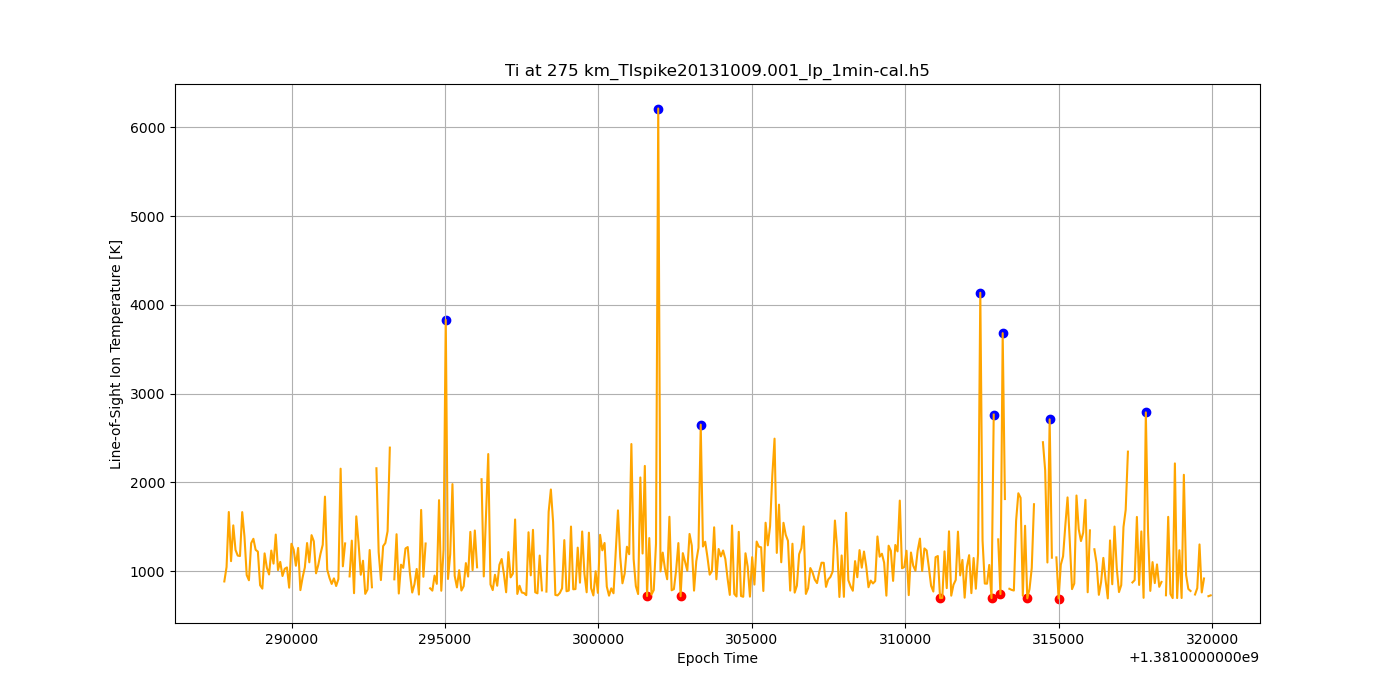 Ti at 275 km_TIspike20131009.001_lp_1min-cal.h5
Line-of-Sight Ion Temperature [K]
6000
5000
4000
3000
2000
1000
290000 295000 300000 305000 310000 315000 320000
Epoch Time
+1.3810000000e9